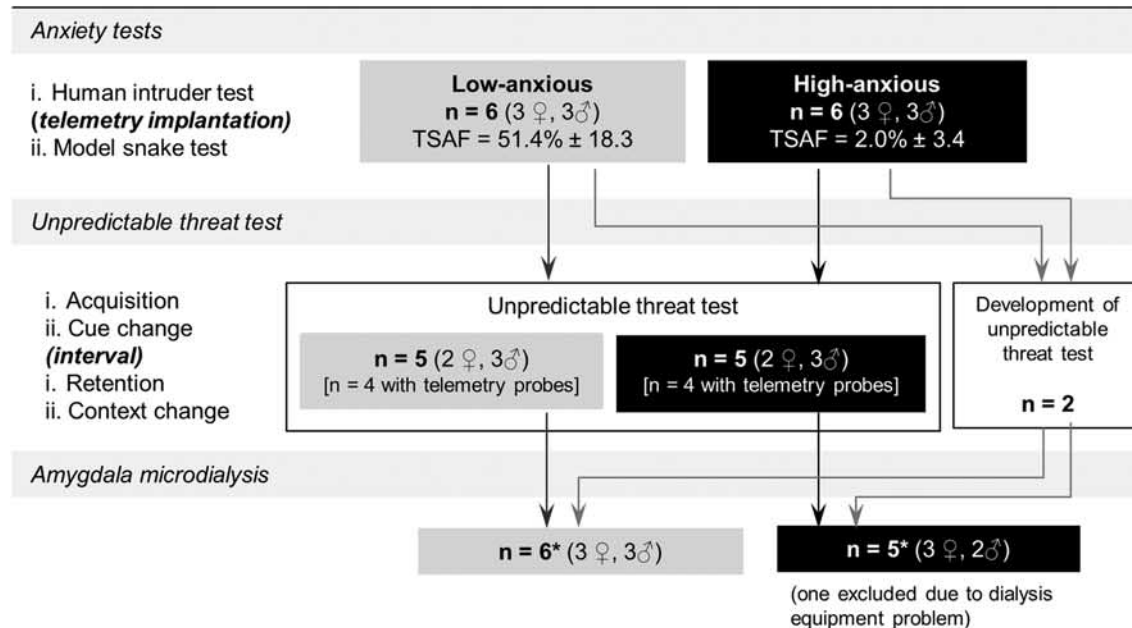 Anxiety tests
i. Human intruder test
(telemetry implantation)
ii. Model snake test
Low-anxious
n = 6 (3 ♀, 3♂)
TSAF = 51.4% ± 18.3
High-anxious
n = 6 (3 ♀, 3♂)
TSAF = 2.0% ± 3.4
Unpredictable threat test
i. Acquisition
ii. Cue change
(interval)
i. Retention
ii. Context change
Unpredictable threat test
n = 5 (2 ♀, 3♂)
[n = 4 with telemetry probes]
n = 5 (2 ♀, 3♂)
[n = 4 with telemetry probes]
Development of
unpredictable
threat test
n = 2
Amygdala microdialysis
n = 6* (3 ♀, 3♂)
n = 5* (3 ♀, 2♂)
(one excluded due to dialysis
equipment problem)